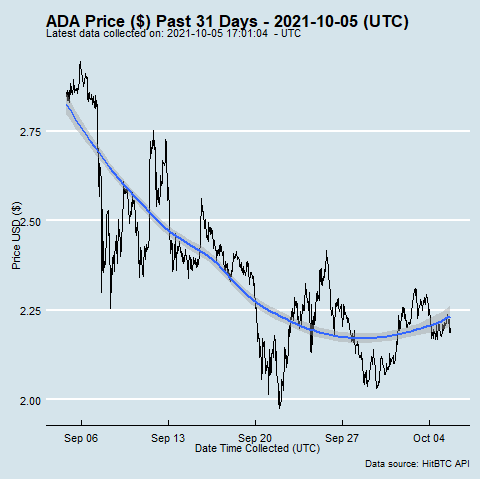 ADA Price ($) Past 31 Days - 2021-10-05 (UTC)
Latest data collected on: 2021-10-05 17:01:04 - UTC
2.75
2.50
2.25
2.00
Price USD ($)
Sep 06
Sep 13
Sep 20
Sep 27
Oct 04
Date Time Collected (UTC)
Data source: HitBTC API